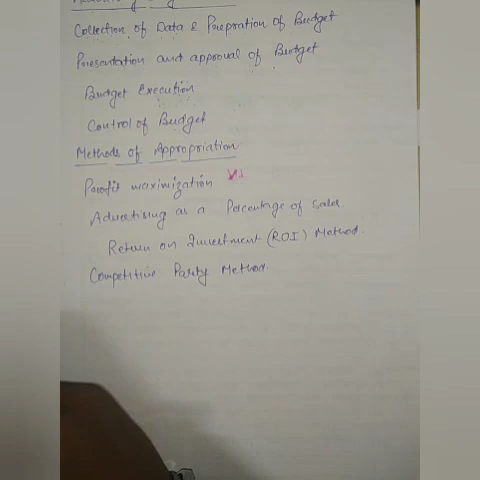 Collection of Data & Prepration of Budget
Presentation and approval of Budget
Budget Execution
Control of Budget
Methods of Appropriation
Profit maximization
Advertising as a Percentage of Sales
Return on Investment (ROI) Method.
Competitive Parity Method.